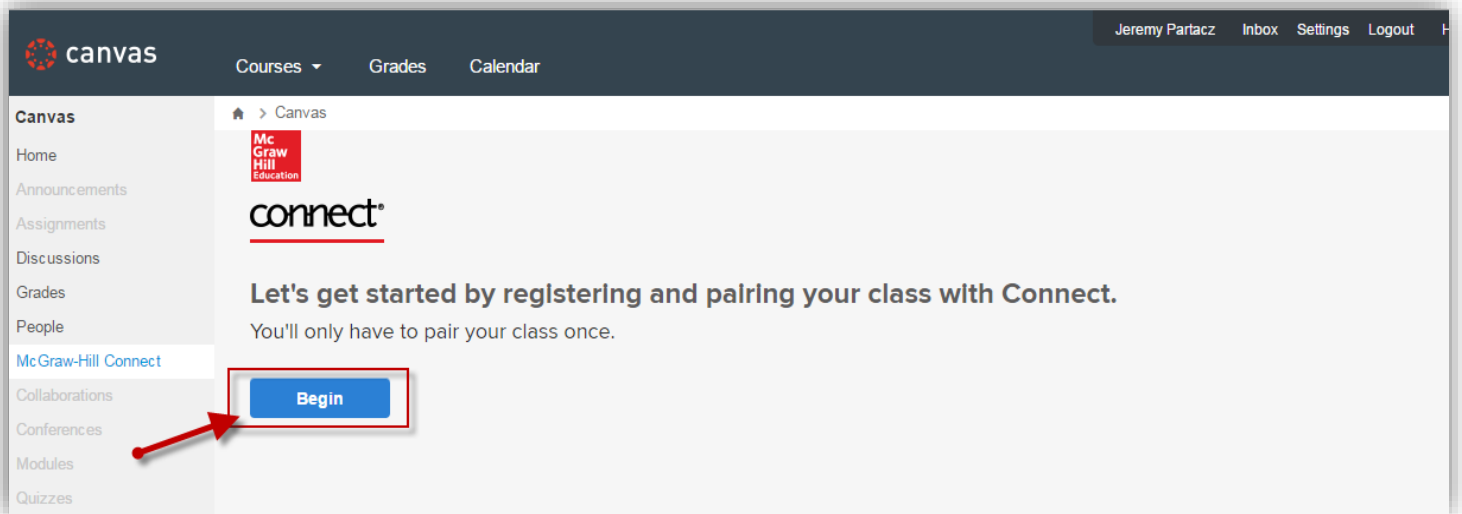 Jeremy Partacz Inbox Settings Logout H
canvas
Courses Grades Calendar
Canvas
Home
Announcements
Assignments
Discussions
Grades
People
McGraw-Hill Connect
Collaborations
Conferences
Modules
Quizzes
> Canvas
Mc
Graw
Hill
Education
connect®
Let's get started by registering and pairing your class with Connect.
You'll only have to pair your class once.
Begin